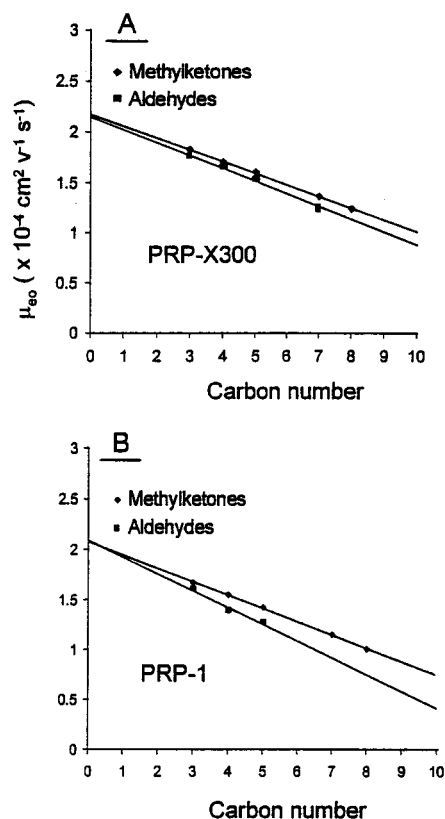 A
3
Methylketones
2.5
Aldehydes
2
1.5
1
PRP-X300
0.5
0
0 1 2 3 4 5 6 7 8 9 10
μeo ( x 10⁻⁴ cm² v⁻¹ s⁻¹)
Carbon number
B
3
Methylketones
2.5
Aldehydes
2
1.5
1
PRP-1
0.5
0
0 1 2 3 4 5 6 7 8 9 10
Carbon number